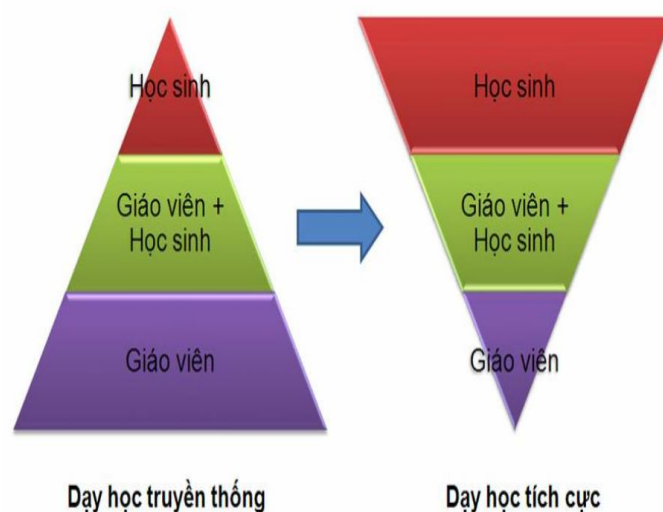 Học sinh
Giáo viên +
Học sinh
Giáo viên
Dạy học truyền thống
Học sinh
Giáo viên +
Học sinh
Giáo viên
Dạy học tích cực